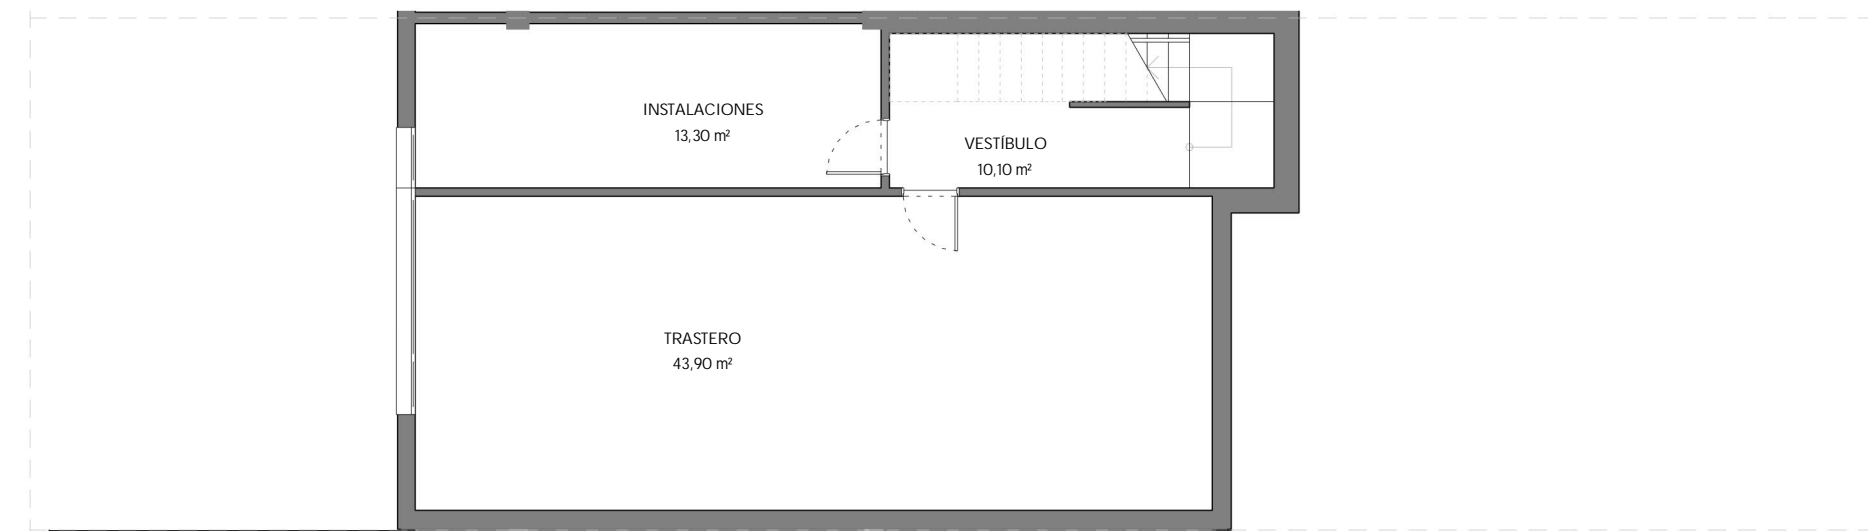 INSTALACIONES
13,30 m²
VESTÍBULO
10,10 m²
TRASTERO
43,90 m²